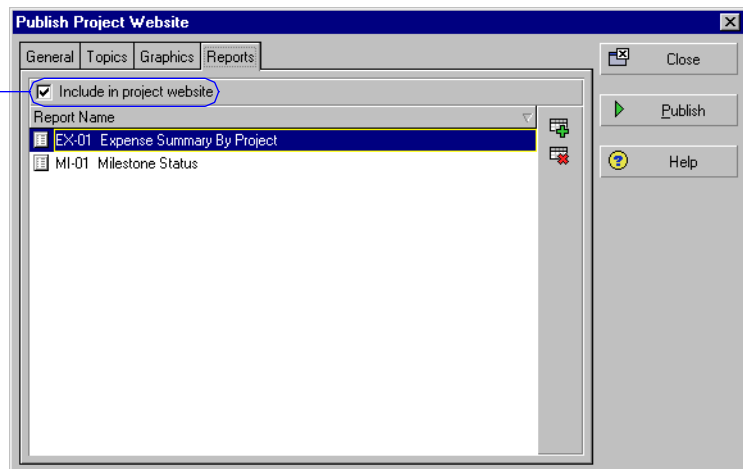 Publish Project Website
General Topics Graphics Reports
Include in project website
Report Name
EX-01 Expense Summary By Project
MI-01 Milestone Status
Close
Publish
Help